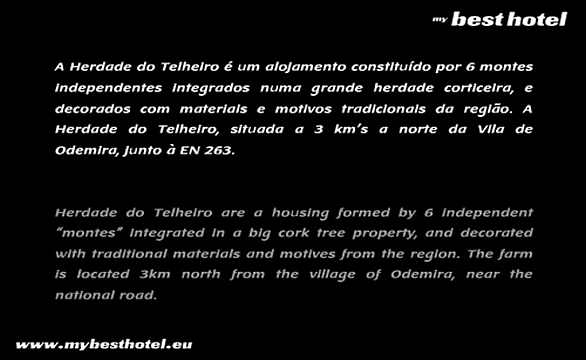 my best hotel
A Herdade do Telheiro é um alojamento constituído por 6 montes
independentes integrados numa grande herdade corticeira, e
decorados com materiais e motivos tradicionais da região. A
Herdade do Telheiro, situada a 3 km's a norte da Vila de
Odemira, junto à EN 263.
Herdade do Telheiro are a housing formed by 6 independent
"montes" integrated in a big cork tree property, and decorated
with traditional materials and motives from the region. The farm
is located 3km north from the village of Odemira, near the
national road.
www.mybesthotel.eu